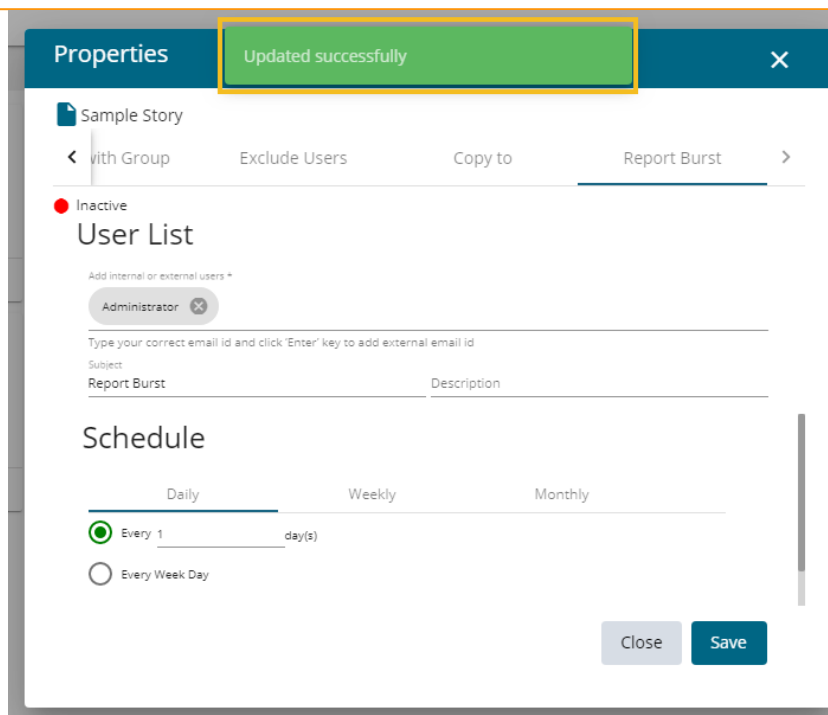 Properties
Updated successfully
Sample Story
with Group Exclude Users Copy to Report Burst
Inactive
User List
Add internal or external users *
Administrator
Type your correct email id and click 'Enter' key to add external email id
Subject
Report Burst Description
Schedule
Daily Weekly Monthly
Every 1 day(s)
Every Week Day
Close Save